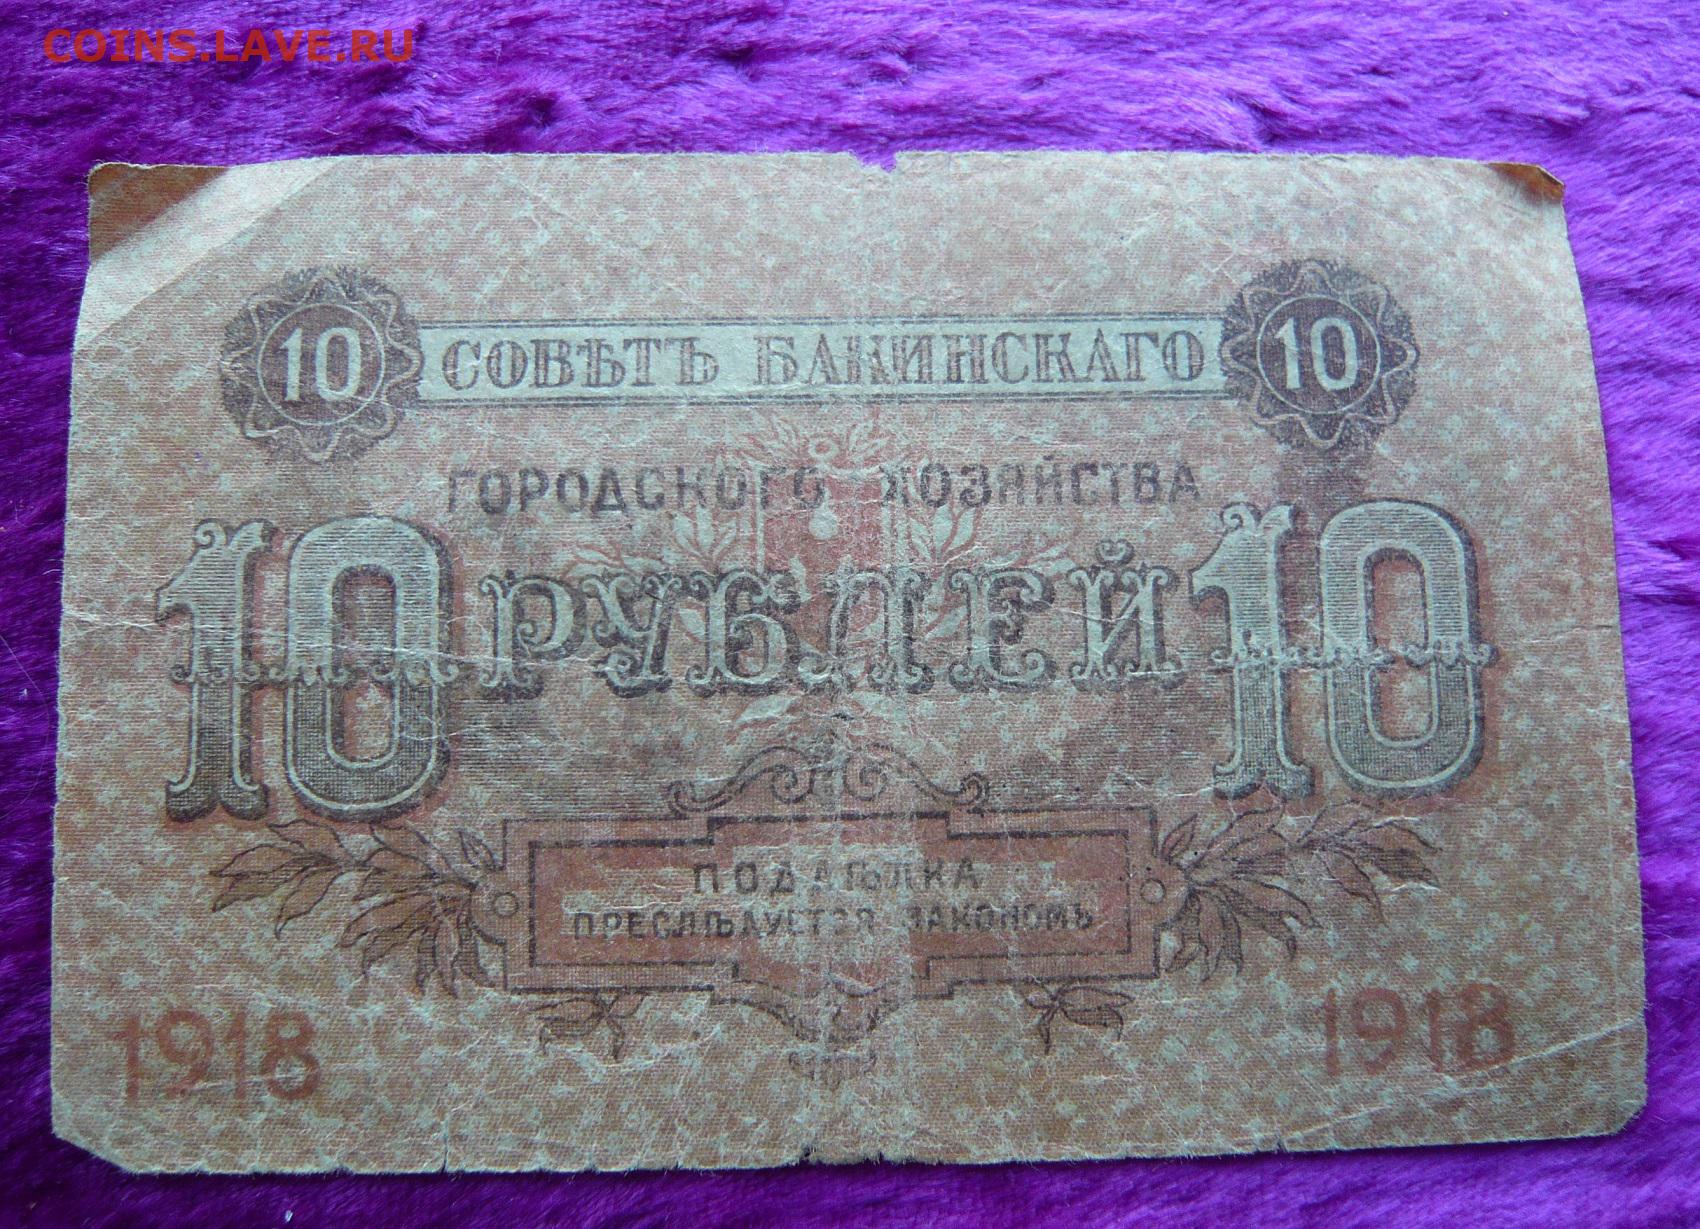 COINS.LAVE.RU
10 СОВѢТЪ БАКИНСКАГО 10
ГОРОДСКОГО ХОЗЯЙСТВА
10 РУБЛЕЙ 10
ПОДДѢЛКА
ПРЕСЛѢДУЕТСЯ ЗАКОНОМЪ
1918 1918